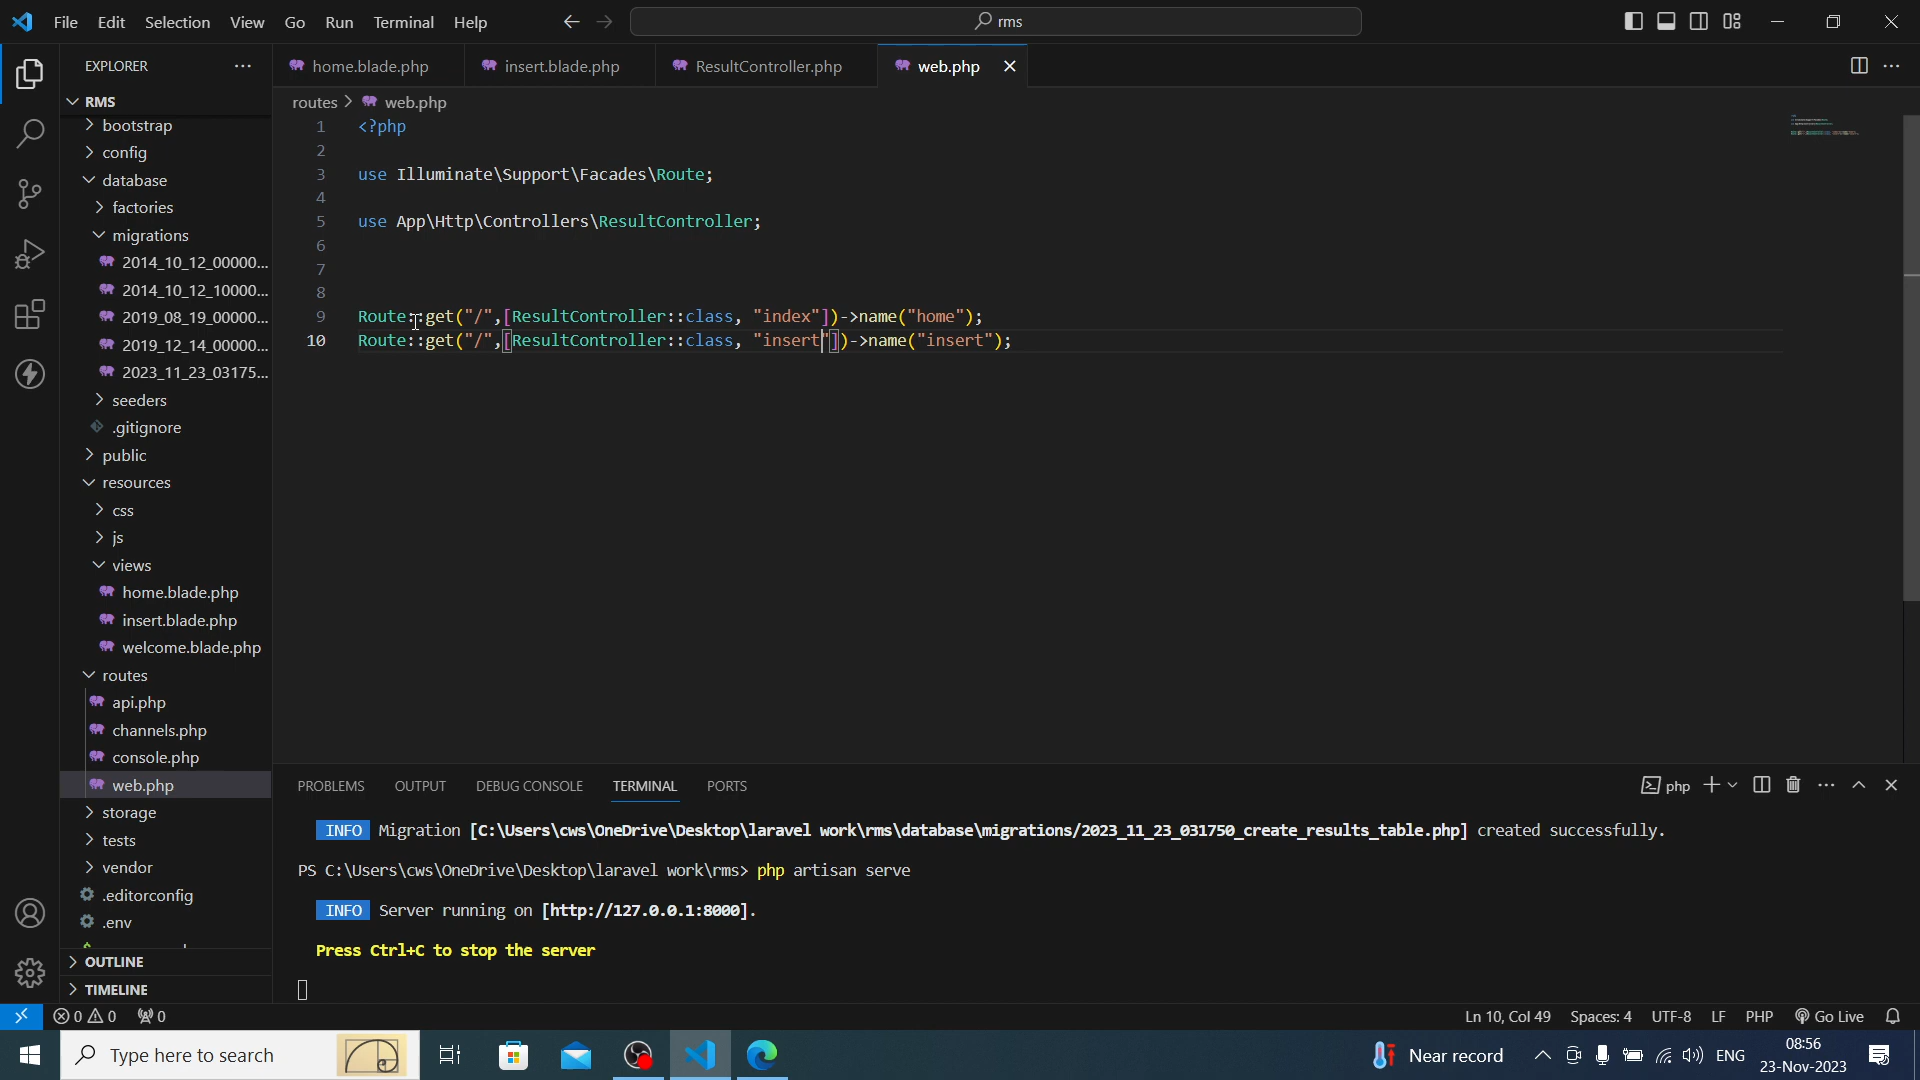 File Edit Selection View Go Run Terminal Help
rms
EXPLORER
home.blade.php
insert.blade.php
ResultController.php
web.php
RMS
routes > web.php
bootstrap
config
database
factories
migrations
2014_10_12_00000...
2014_10_12_10000...
2019_08_19_00000...
2019_12_14_00000...
2023_11_23_03175...
seeders
.gitignore
public
resources
css
js
views
home.blade.php
insert.blade.php
welcome.blade.php
routes
api.php
channels.php
console.php
web.php
storage
tests
vendor
.editorconfig
.env
OUTLINE
TIMELINE
1 <?php
2
3 use Illuminate\Support\Facades\Route;
4
5 use App\Http\Controllers\ResultController;
6
7
8
9 Route::get("/",[ResultController::class, "index"])->name("home");
10 Route::get("/",[ResultController::class, "insert"])->name("insert");
PROBLEMS OUTPUT DEBUG CONSOLE TERMINAL PORTS
php
INFO Migration [C:\Users\cws\OneDrive\Desktop\laravel work\rms\database\migrations/2023_11_23_031750_create_results_table.php] created successfully.
PS C:\Users\cws\OneDrive\Desktop\laravel work\rms> php artisan serve
INFO Server running on [http://127.0.0.1:8000].
Press Ctrl+C to stop the server
0 0 0
Ln 10, Col 49 Spaces: 4 UTF-8 LF PHP Go Live
Type here to search
Near record
ENG
08:56
23-Nov-2023